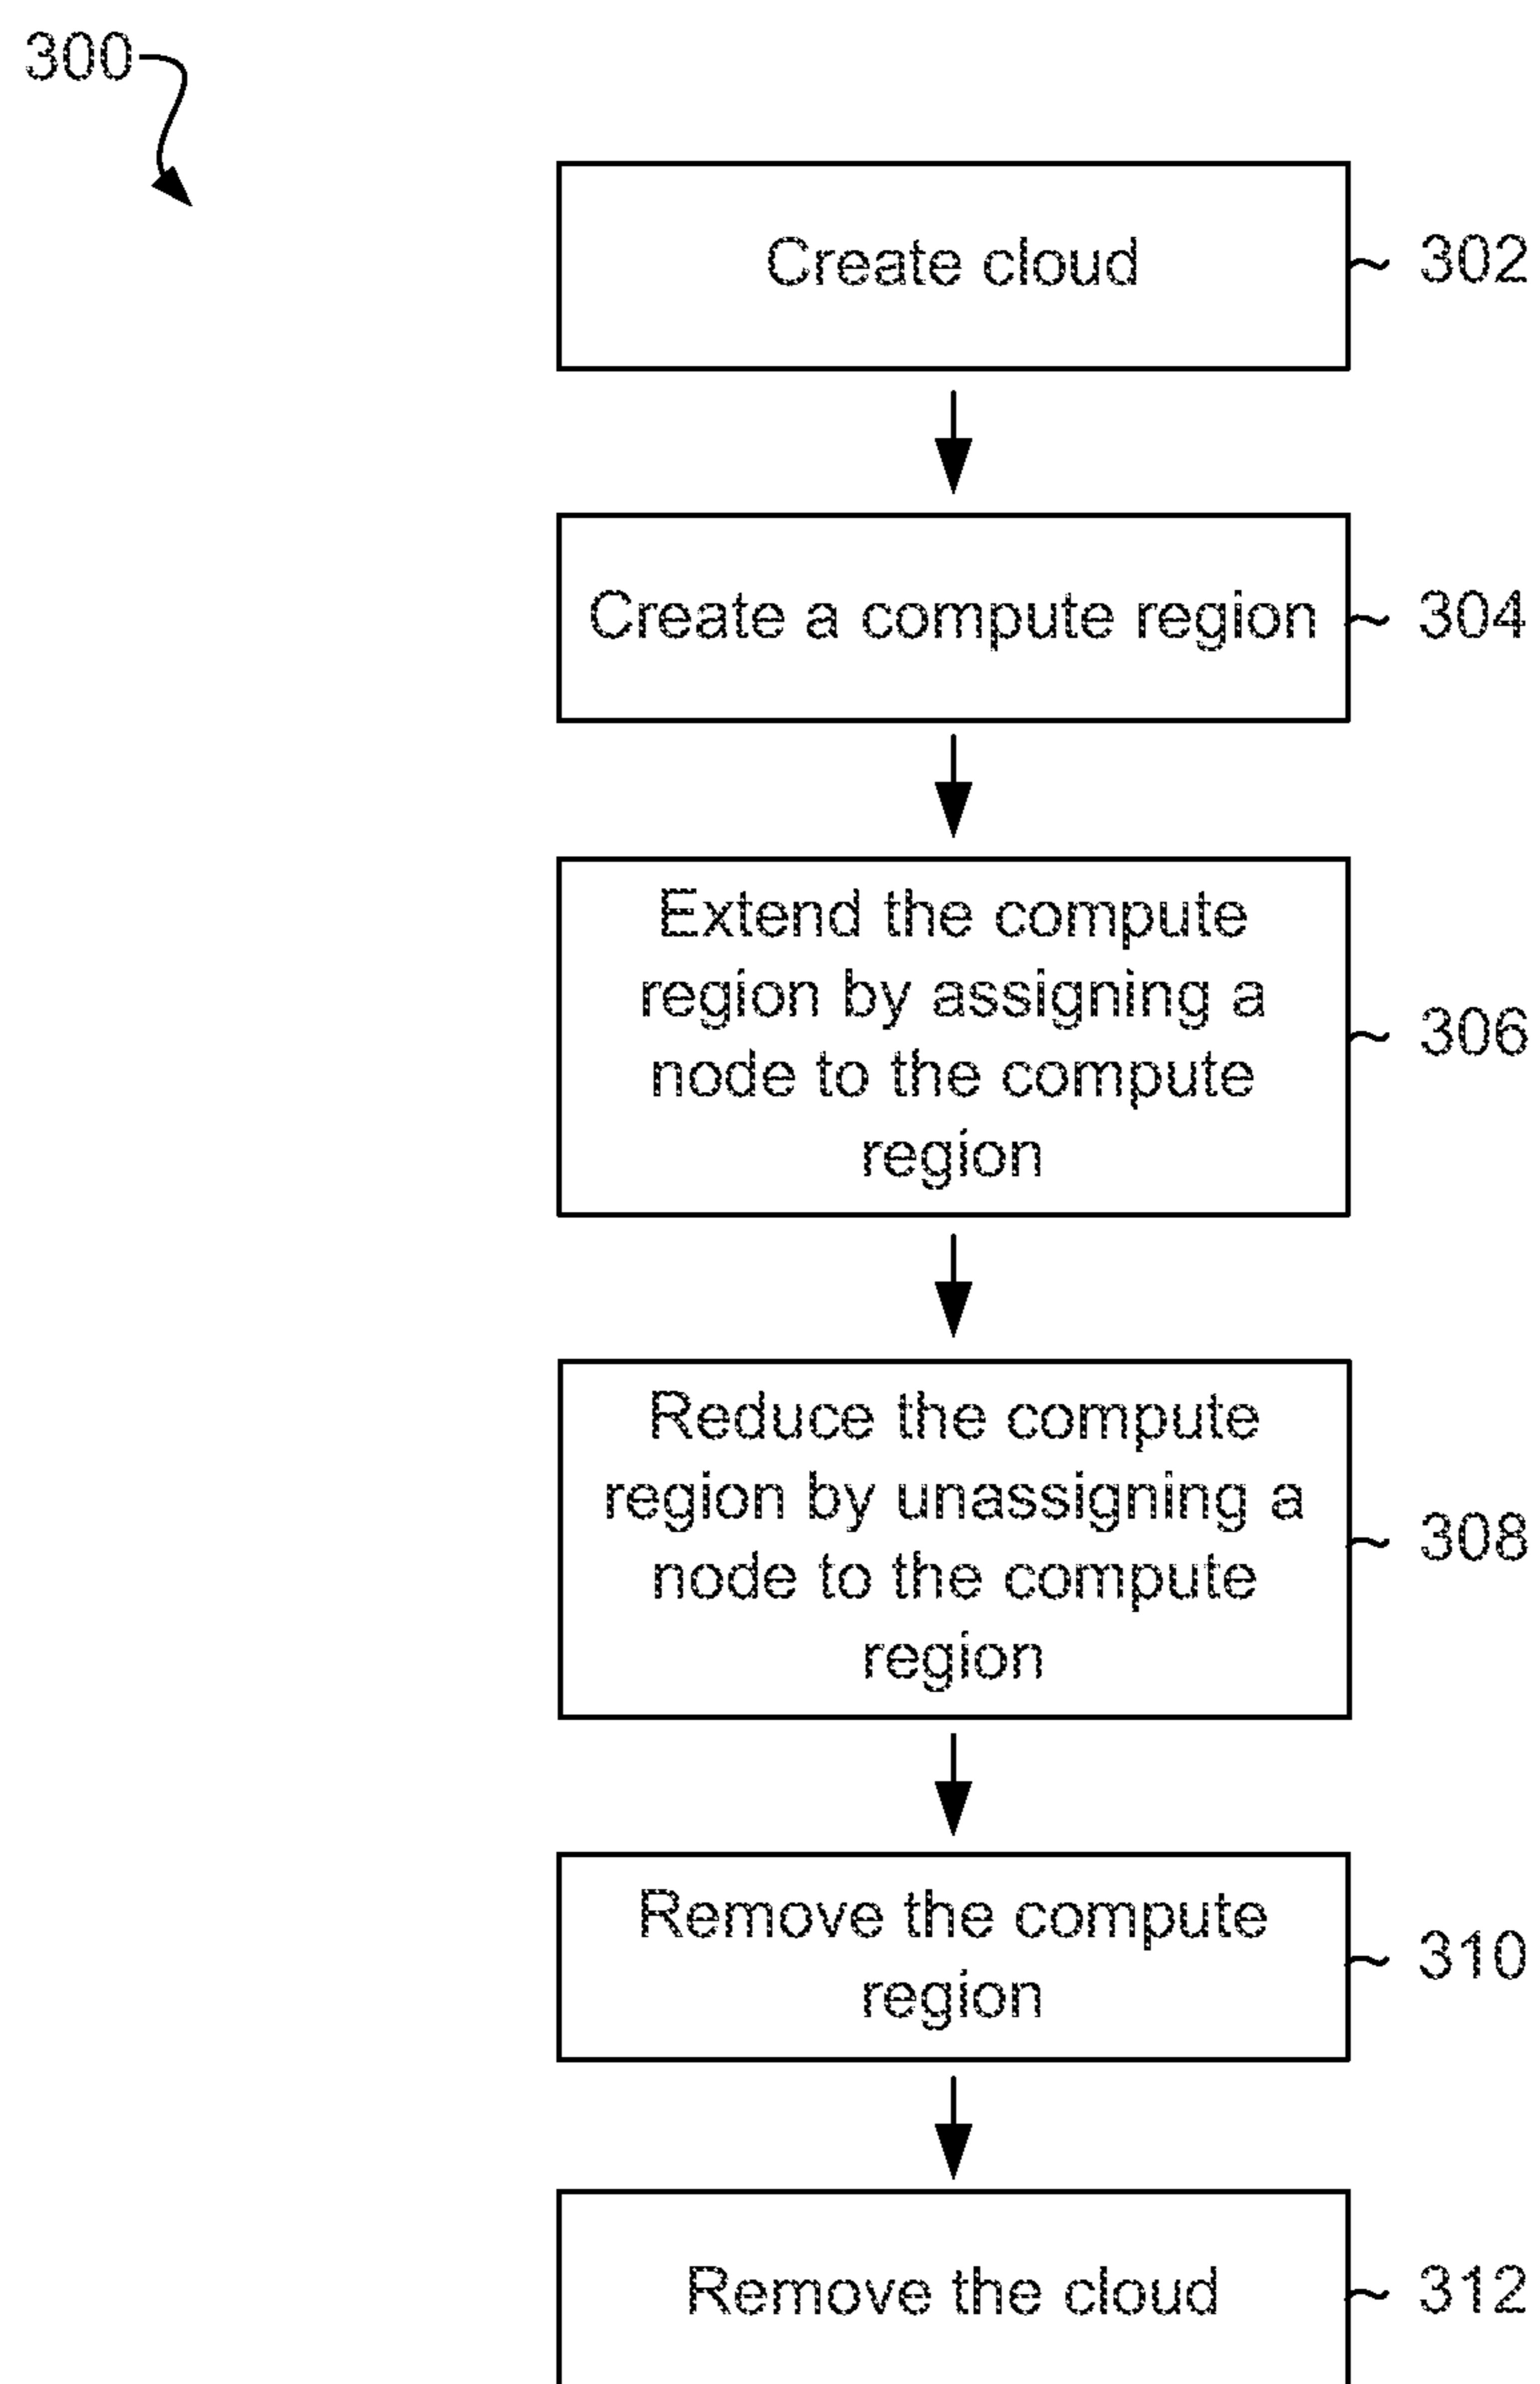 300
Create cloud
302
Create a compute region
304
Extend the compute
region by assigning a
node to the compute
region
306
Reduce the compute
region by unassigning a
node to the compute
region
308
Remove the compute
region
310
Remove the cloud
312